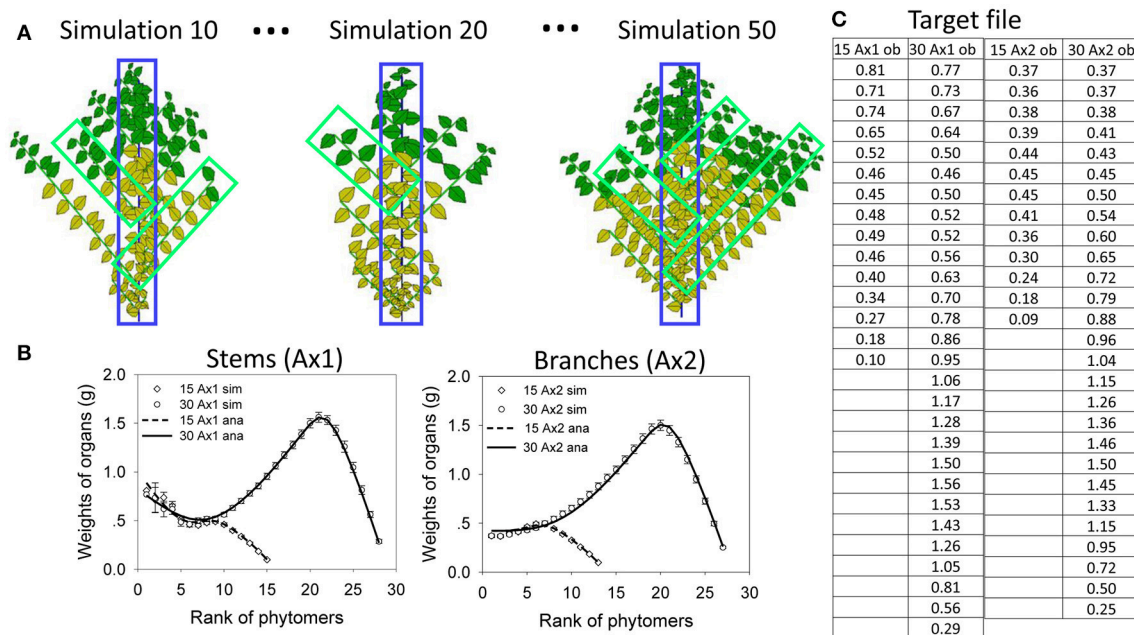 A
Simulation 10 ••• Simulation 20 ••• Simulation 50
B
Stems (Ax1)
Weights of organs (g)
2.0
1.5
1.0
.5
0.0
15 Ax1 sim
30 Ax1 sim
15 Ax1 ana
30 Ax1 ana
0 5 10 15 20 25 30
Rank of phytomers
Branches (Ax2)
Weights of organs (g)
2.0
1.5
1.0
.5
0.0
15 Ax2 sim
30 Ax2 sim
15 Ax2 ana
30 Ax2 ana
0 5 10 15 20 25 30
Rank of phytomers
C Target file
15 Ax1 ob 30 Ax1 ob 15 Ax2 ob 30 Ax2 ob
0.81 0.77 0.37 0.37
0.71 0.73 0.36 0.37
0.74 0.67 0.38 0.38
0.65 0.64 0.39 0.41
0.52 0.50 0.44 0.43
0.46 0.46 0.45 0.45
0.45 0.50 0.45 0.50
0.48 0.52 0.41 0.54
0.49 0.52 0.36 0.60
0.46 0.56 0.30 0.65
0.40 0.63 0.24 0.72
0.34 0.70 0.18 0.79
0.27 0.78 0.09 0.88
0.18 0.86 0.96
0.10 0.95 1.04
1.06 1.15
1.17 1.26
1.28 1.36
1.39 1.46
1.50 1.50
1.56 1.45
1.53 1.33
1.43 1.15
1.26 0.95
1.05 0.72
0.81 0.50
0.56 0.25
0.29